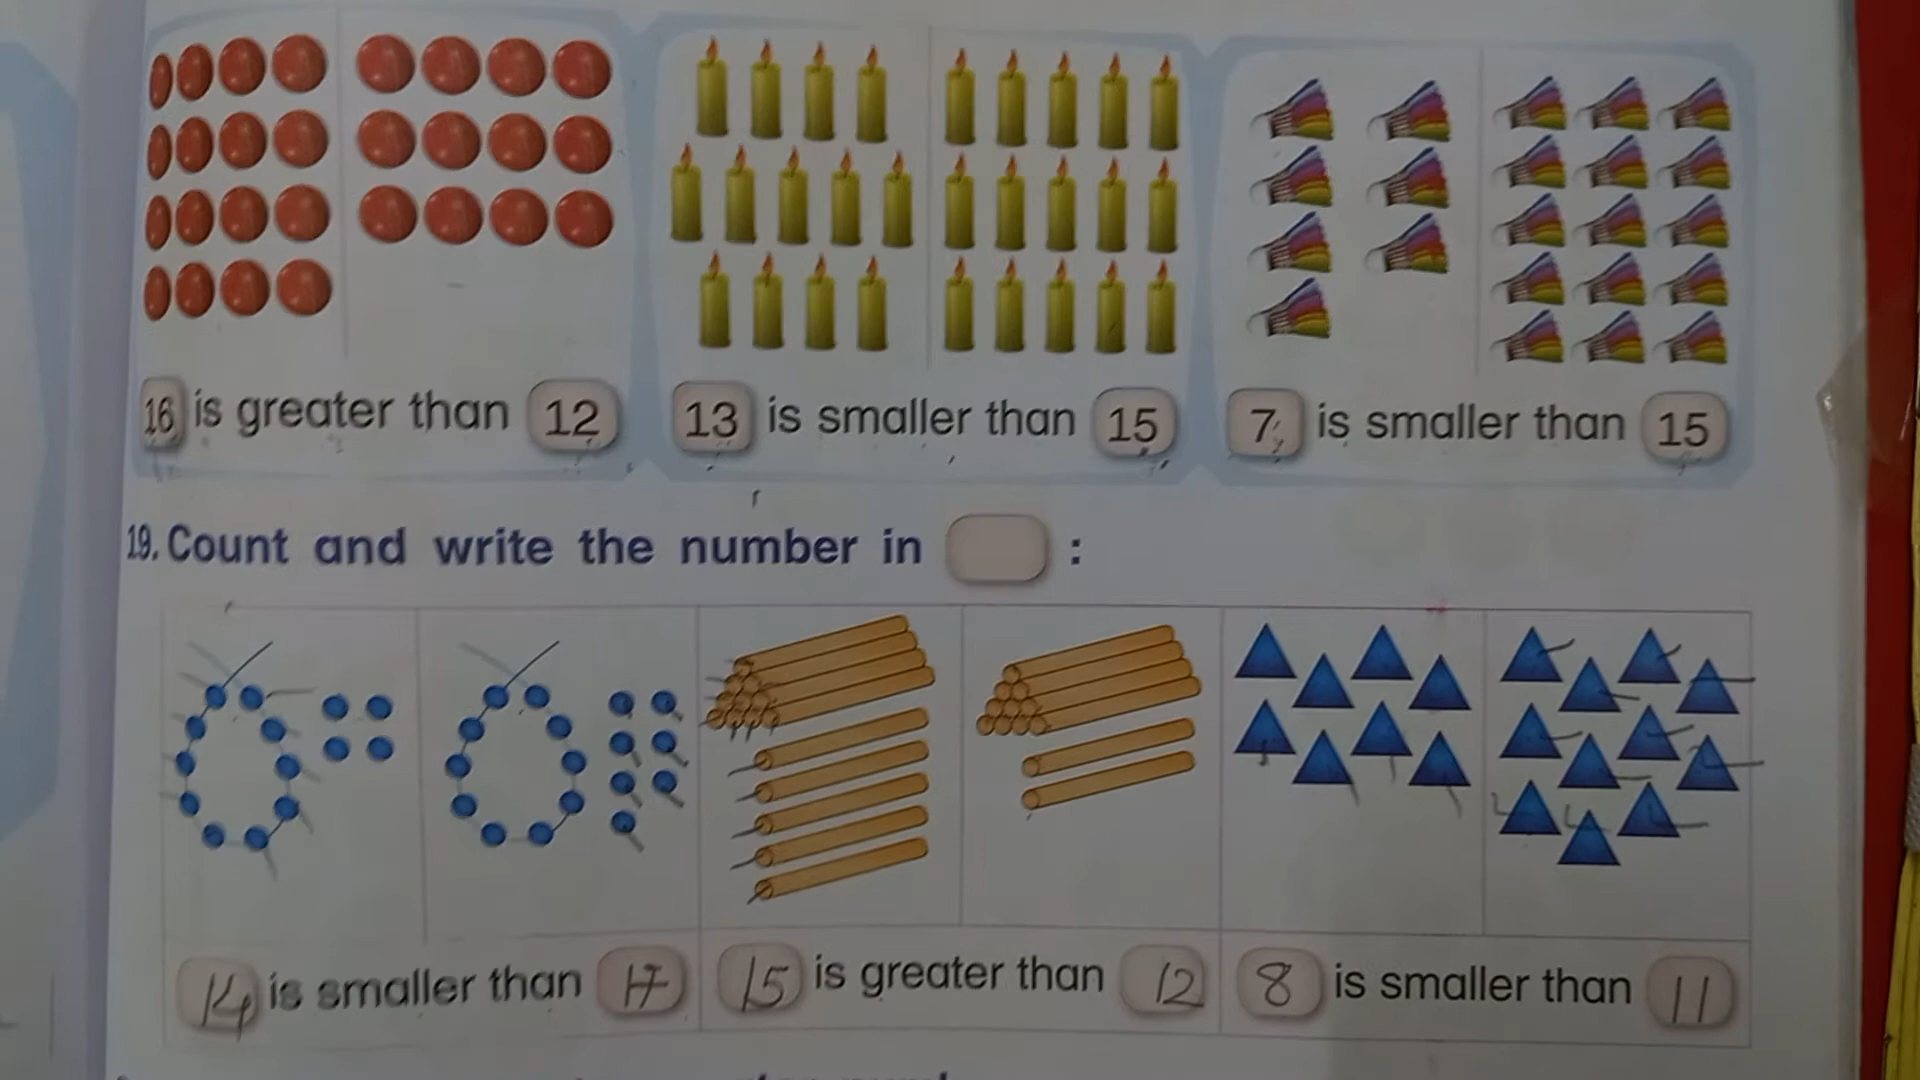 16 is greater than 12
13 is smaller than 15
7 is smaller than 15
19. Count and write the number in :
14 is smaller than 17
15 is greater than 12
8 is smaller than 11